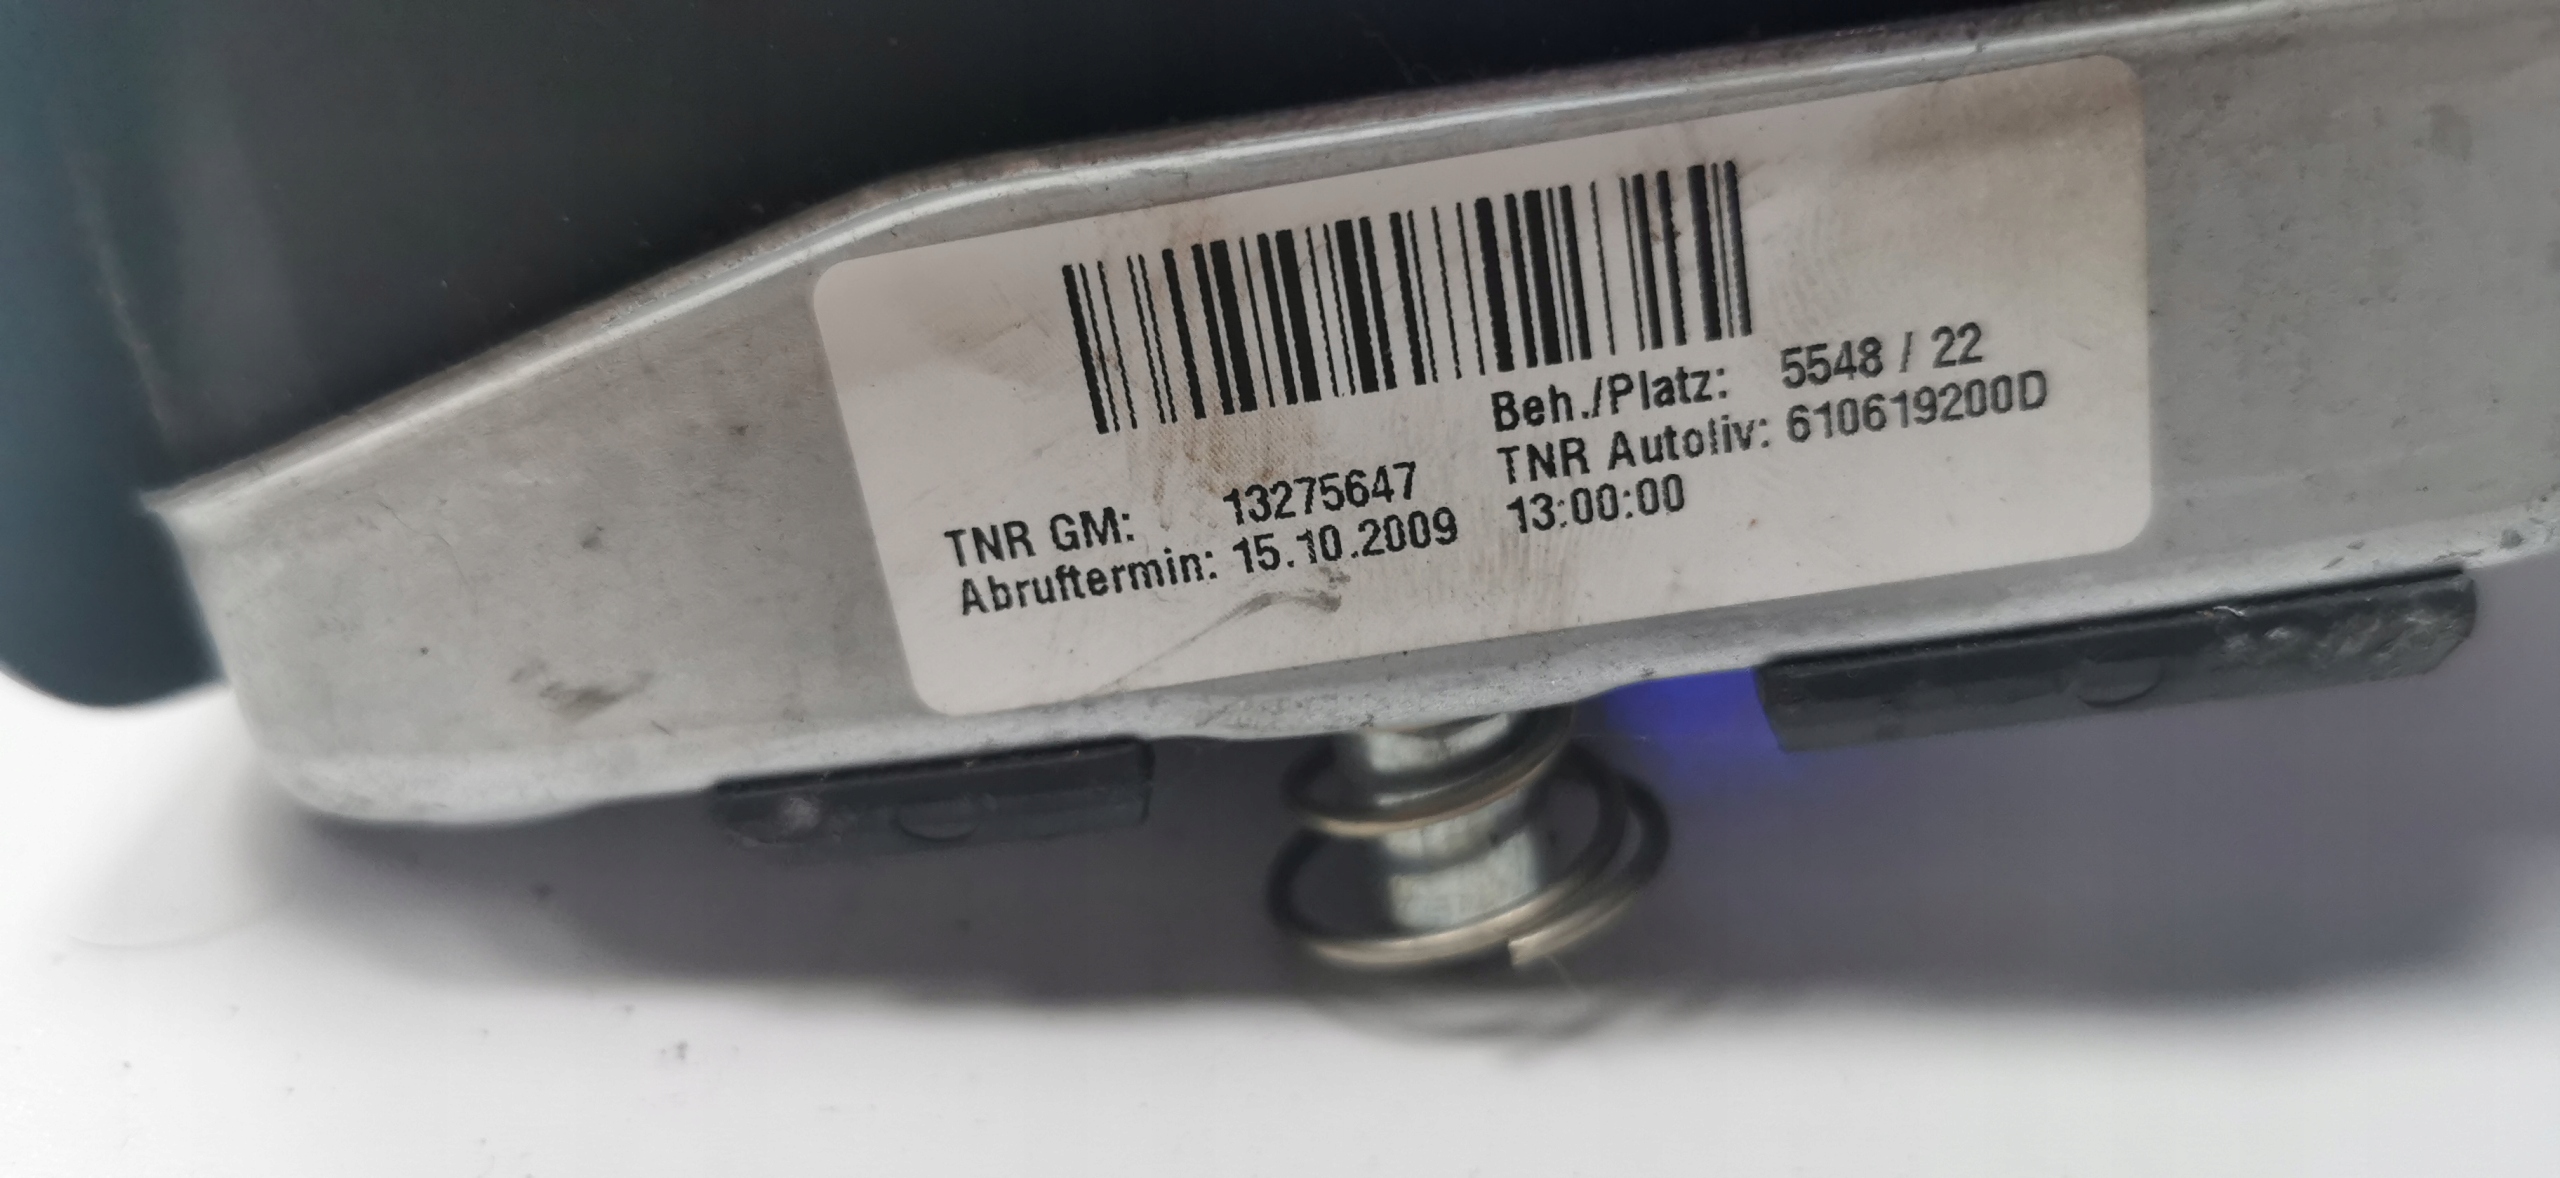 Beh./Platz: 5548 / 22
TNR GM: 13275647 TNR Autoliv: 610619200D
Abruftermin: 15.10.2009 13:00:00